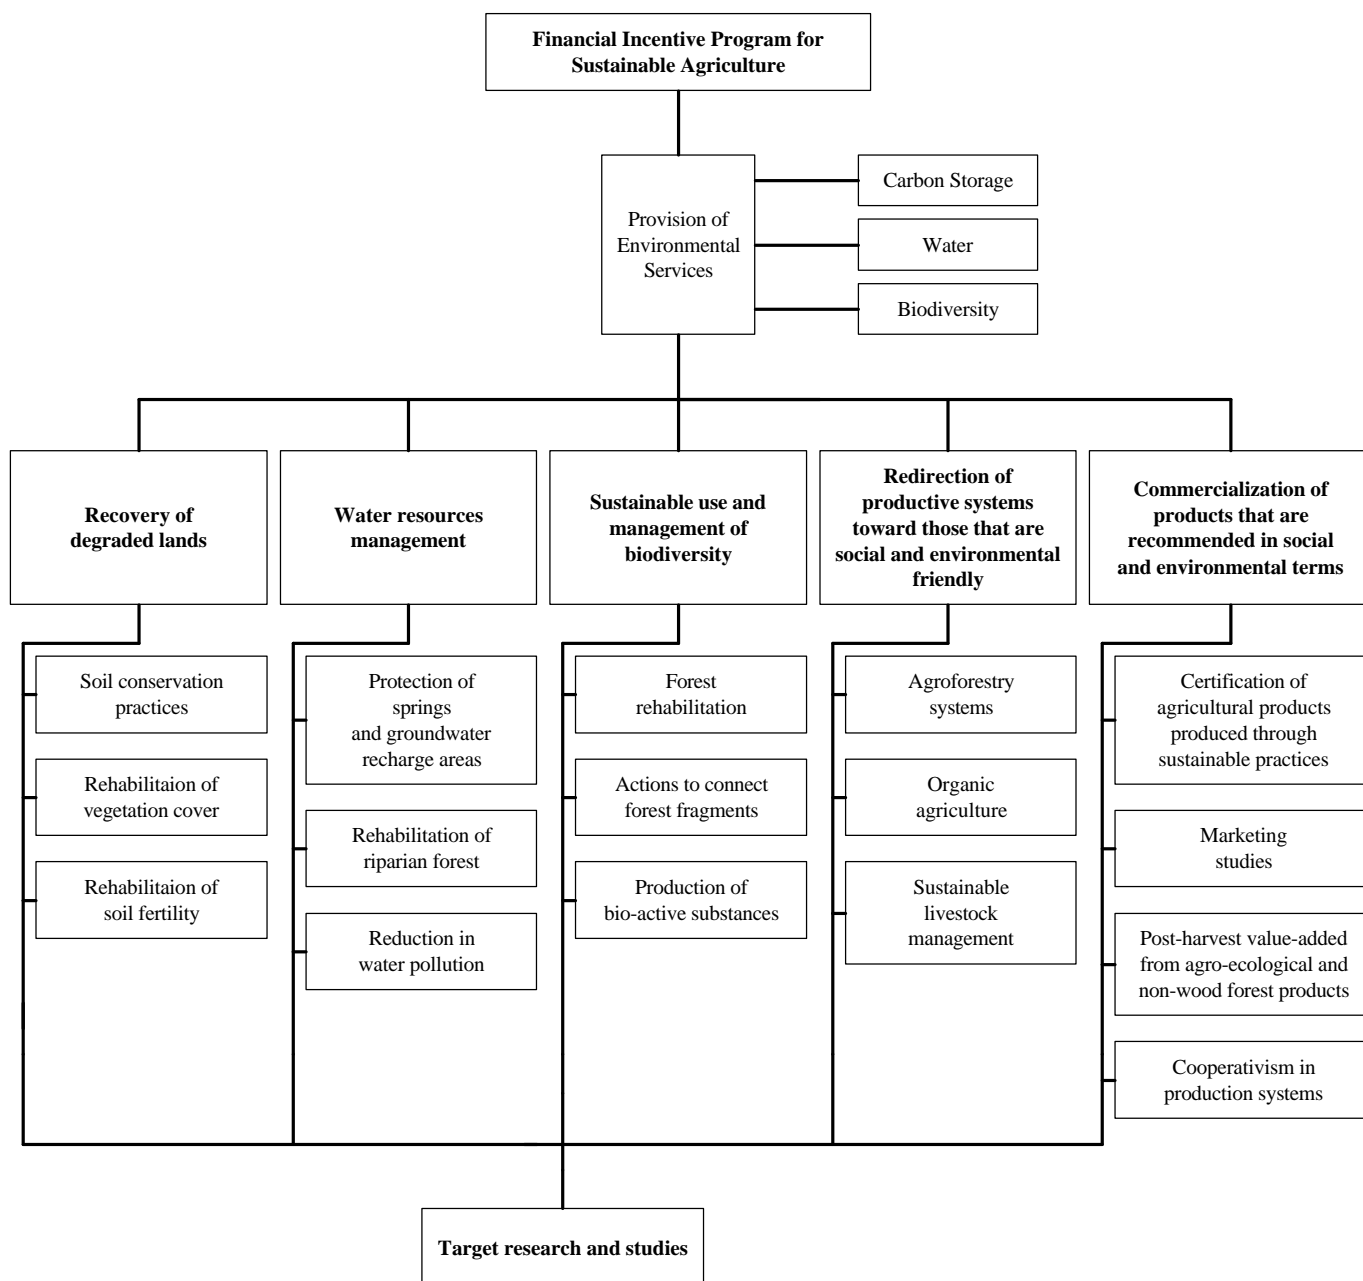 Financial Incentive Program for
Sustainable Agriculture
Provision of
Environmental
Services
Carbon Storage
Water
Biodiversity
Recovery of
degraded lands
Water resources
management
Sustainable use and
management of
biodiversity
Redirection of
productive systems
toward those that are
social and environmental
friendly
Commercialization of
products that are
recommended in social
and environmental terms
Soil conservation
practices
Rehabilitaion of
vegetation cover
Rehabilitaion of
soil fertility
Protection of
springs
and groundwater
recharge areas
Rehabilitation of
riparian forest
Reduction in
water pollution
Forest
rehabilitation
Actions to connect
forest fragments
Production of
bio-active substances
Agroforestry
systems
Organic
agriculture
Sustainable
livestock
management
Certification of
agricultural products
produced through
sustainable practices
Marketing
studies
Post-harvest value-added
from agro-ecological and
non-wood forest products
Cooperativism in
production systems
Target research and studies